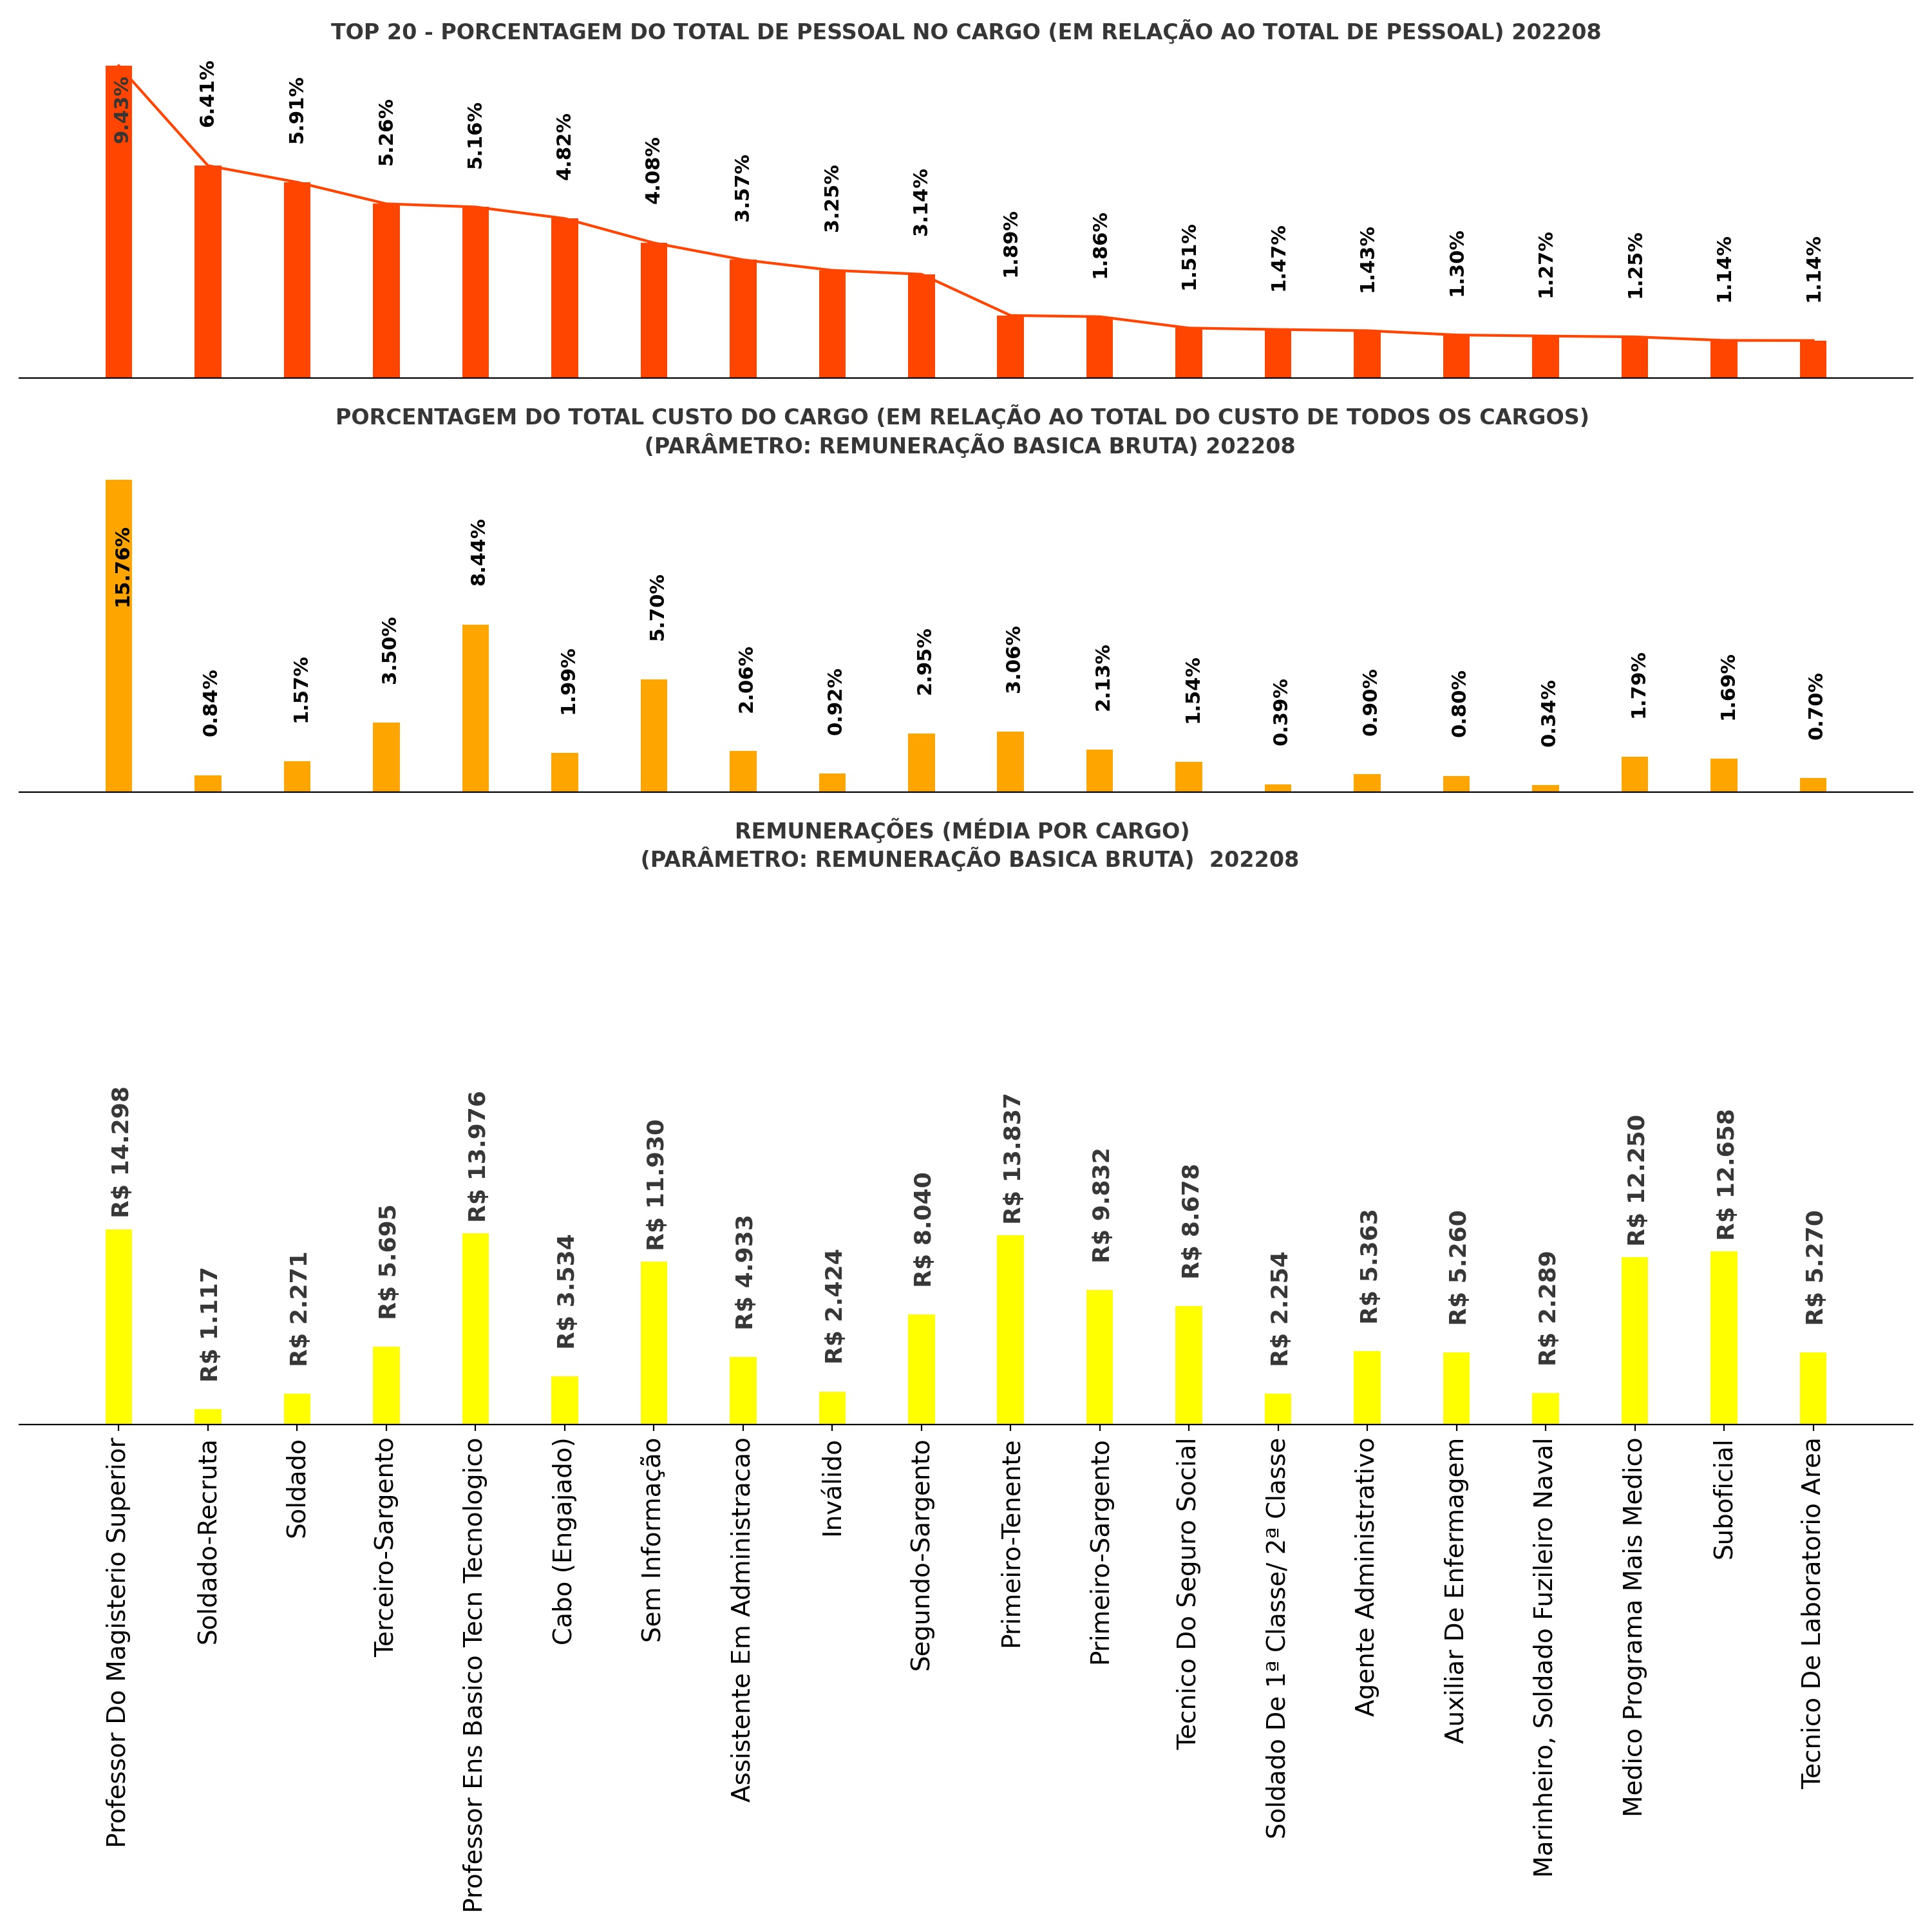 TOP 20 - PORCENTAGEM DO TOTAL DE PESSOAL NO CARGO (EM RELAÇÃO AO TOTAL DE PESSOAL) 202208
9.43%
6.41%
5.91%
5.26%
5.16%
4.82%
4.08%
3.57%
3.25%
3.14%
1.89%
1.86%
1.51%
1.47%
1.43%
1.30%
1.27%
1.25%
1.14%
1.14%
PORCENTAGEM DO TOTAL CUSTO DO CARGO (EM RELAÇÃO AO TOTAL DO CUSTO DE TODOS OS CARGOS)
(PARÂMETRO: REMUNERAÇÃO BASICA BRUTA) 202208
15.76%
0.84%
1.57%
3.50%
8.44%
1.99%
5.70%
2.06%
0.92%
2.95%
3.06%
2.13%
1.54%
0.39%
0.90%
0.80%
0.34%
1.79%
1.69%
0.70%
REMUNERAÇÕES (MÉDIA POR CARGO)
(PARÂMETRO: REMUNERAÇÃO BASICA BRUTA)  202208
R$ 14.298
R$ 1.117
R$ 2.271
R$ 5.695
R$ 13.976
R$ 3.534
R$ 11.930
R$ 4.933
R$ 2.424
R$ 8.040
R$ 13.837
R$ 9.832
R$ 8.678
R$ 2.254
R$ 5.363
R$ 5.260
R$ 2.289
R$ 12.250
R$ 12.658
R$ 5.270
Professor Do Magisterio Superior
Soldado-Recruta
Soldado
Terceiro-Sargento
Professor Ens Basico Tecn Tecnologico
Cabo (Engajado)
Sem Informação
Assistente Em Administracao
Inválido
Segundo-Sargento
Primeiro-Tenente
Primeiro-Sargento
Tecnico Do Seguro Social
Soldado De 1ª Classe/ 2ª Classe
Agente Administrativo
Auxiliar De Enfermagem
Marinheiro, Soldado Fuzileiro Naval
Medico Programa Mais Medico
Suboficial
Tecnico De Laboratorio Area